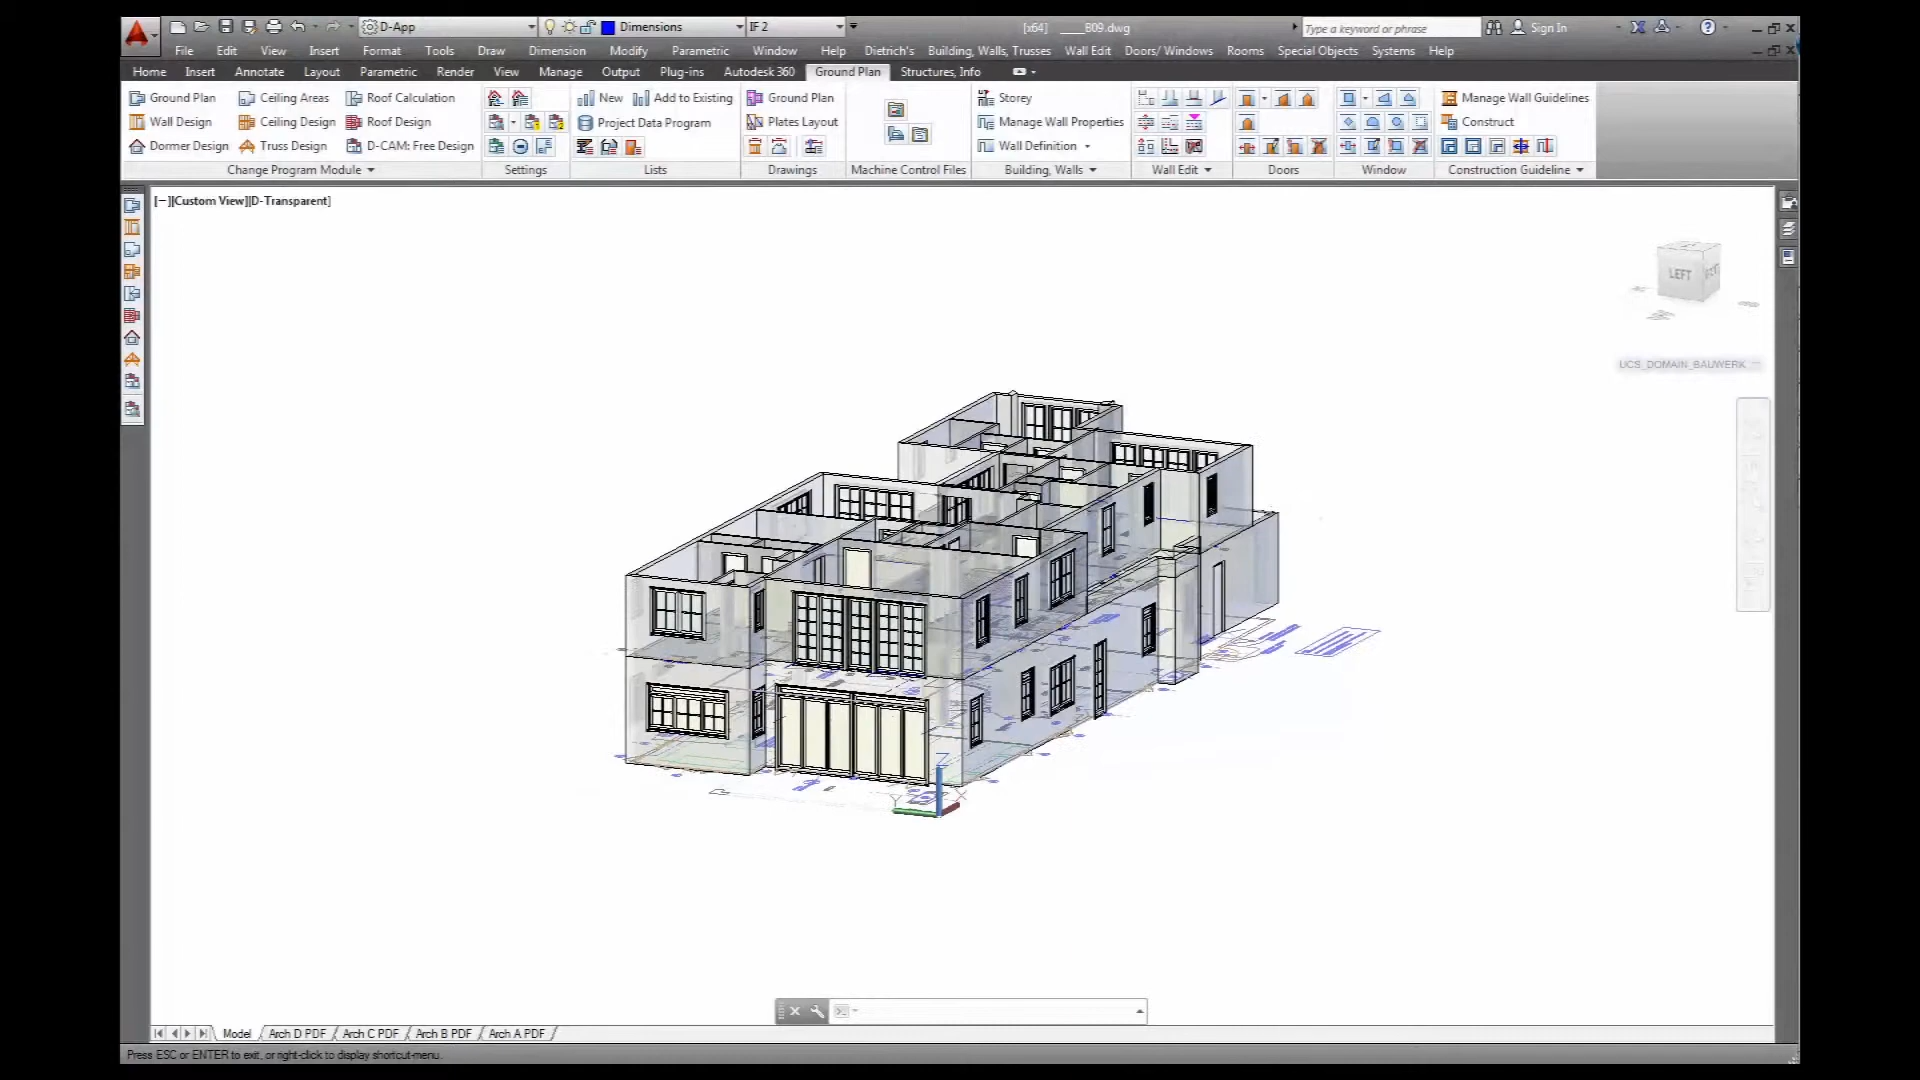 D-App Dimensions IF 2 [x64] ____B09.dwg Type a keyword or phrase Sign In
File Edit View Insert Format Tools Draw Dimension Modify Parametric Window Help Dietrich's Building, Walls, Trusses Wall Edit Doors/ Windows Rooms Special Objects Systems Help
Home Insert Annotate Layout Parametric Render View Manage Output Plug-ins Autodesk 360 Ground Plan Structures, Info
Ground Plan Ceiling Areas Roof Calculation New Add to Existing Ground Plan Storey Manage Wall Guidelines
Wall Design Ceiling Design Roof Design Project Data Program Plates Layout Manage Wall Properties Construct
Dormer Design Truss Design D-CAM: Free Design Wall Definition
Change Program Module Settings Lists Drawings Machine Control Files Building, Walls Wall Edit Doors Window Construction Guideline
[−]|Custom View]|D-Transparent]
LEFT
UCS_DOMAIN_BAUWERK
Model Arch D PDF Arch C PDF Arch B PDF Arch A PDF
Press ESC or ENTER to exit, or right-click to display shortcut-menu.